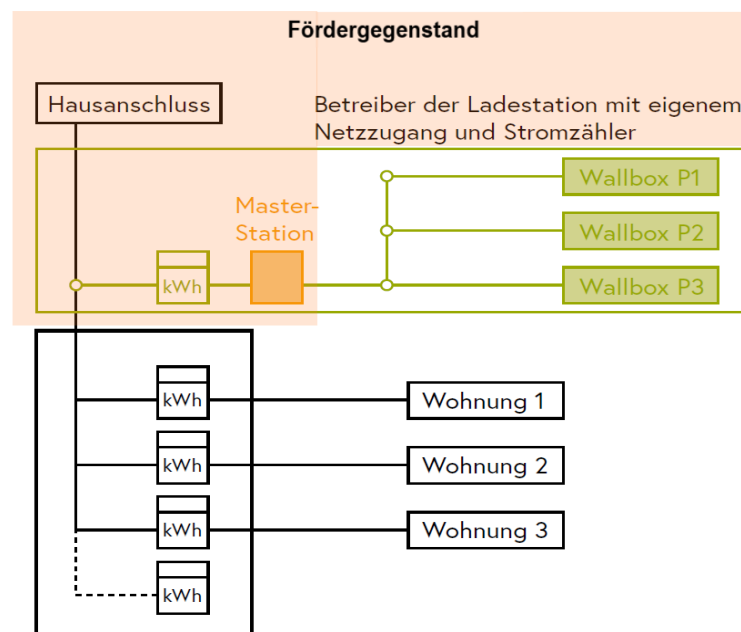 Fördergegenstand
Hausanschluss
Betreiber der Ladestation mit eigenem
Netzzugang und Stromzähler
Wallbox P1
Master-
Station
Wallbox P2
kWh
Wallbox P3
kWh
Wohnung 1
kWh
Wohnung 2
kWh
Wohnung 3
kWh